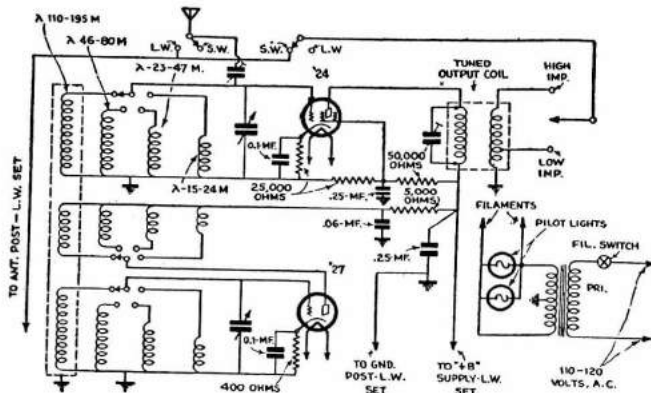 λ 110-195 M
λ 46-80 M
λ-23-47 M.
L.W.
S.W.
S.W.
L.W
'24
TUNED
OUTPUT COIL
HIGH
IMP.
LOW
IMP.
0.1-MF.
λ-15-24 M
25,000
OHMS
.25-MF.
50,000
OHMS
5,000
OHMS
.06-MF.
.25-MF.
TO ANT. POST-L.W. SET
'27
0.1-MF.
400 OHMS
TO GND.
POST-L.W.
SET
TO "+B"
SUPPLY-L.W.
SET
FILAMENTS
PILOT LIGHTS
FIL. SWITCH
PRI.
110-120
VOLTS, A.C.